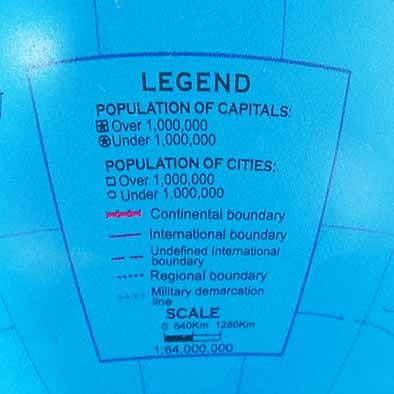 LEGEND
POPULATION OF CAPITALS:
Over 1,000,000
Under 1,000,000
POPULATION OF CITIES:
Over 1,000,000
Under 1,000,000
Continental boundary
International boundary
Undefined International
boundary
Regional boundary
Military demarcation
line
SCALE
0 640Km 1280Km
1:64,000,000